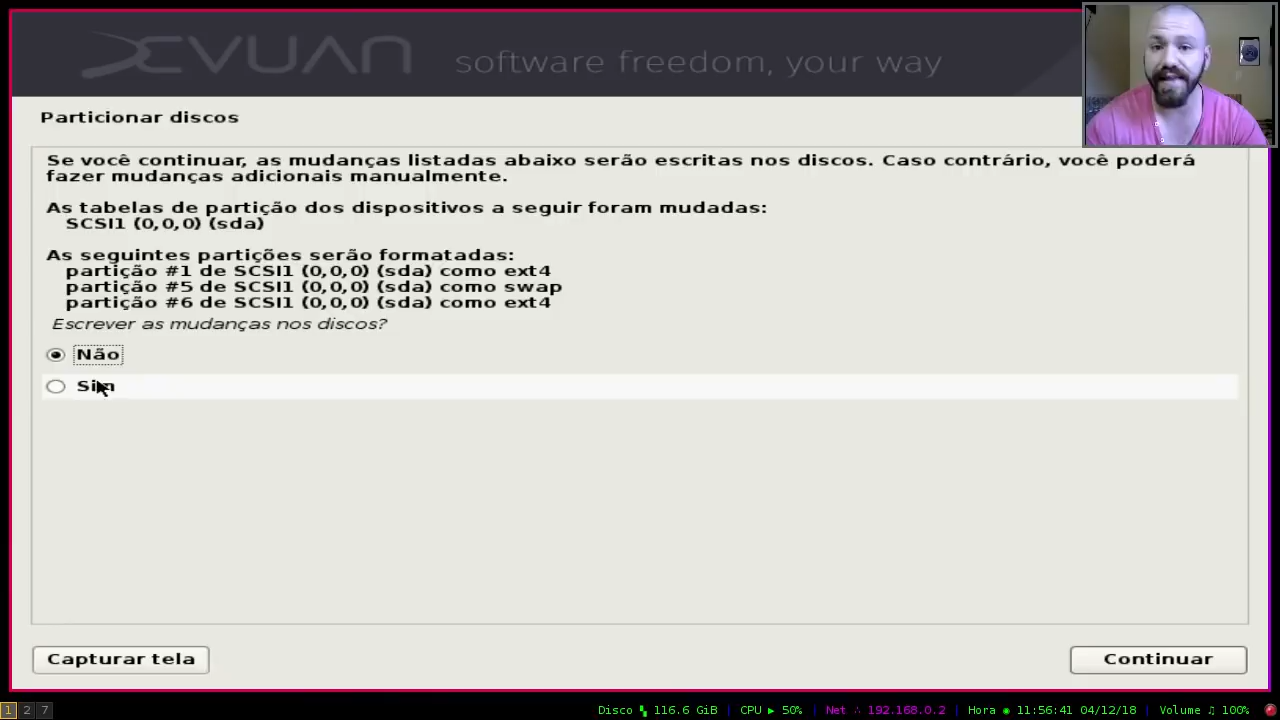 DEVUAN software freedom, your way
Particionar discos
Se você continuar, as mudanças listadas abaixo serão escritas nos discos. Caso contrário, você poderá
fazer mudanças adicionais manualmente.
As tabelas de partição dos dispositivos a seguir foram mudadas:
SCSI1 (0,0,0) (sda)
As seguintes partições serão formatadas:
partição #1 de SCSI1 (0,0,0) (sda) como ext4
partição #5 de SCSI1 (0,0,0) (sda) como swap
partição #6 de SCSI1 (0,0,0) (sda) como ext4
Escrever as mudanças nos discos?
Não
Sim
Capturar tela Continuar
1 2 7 Disco 116.6 GiB | CPU ▶ 50% | Net ∴ 192.168.0.2 | Hora ◉ 11:56:41 04/12/18 | Volume ♫ 100%